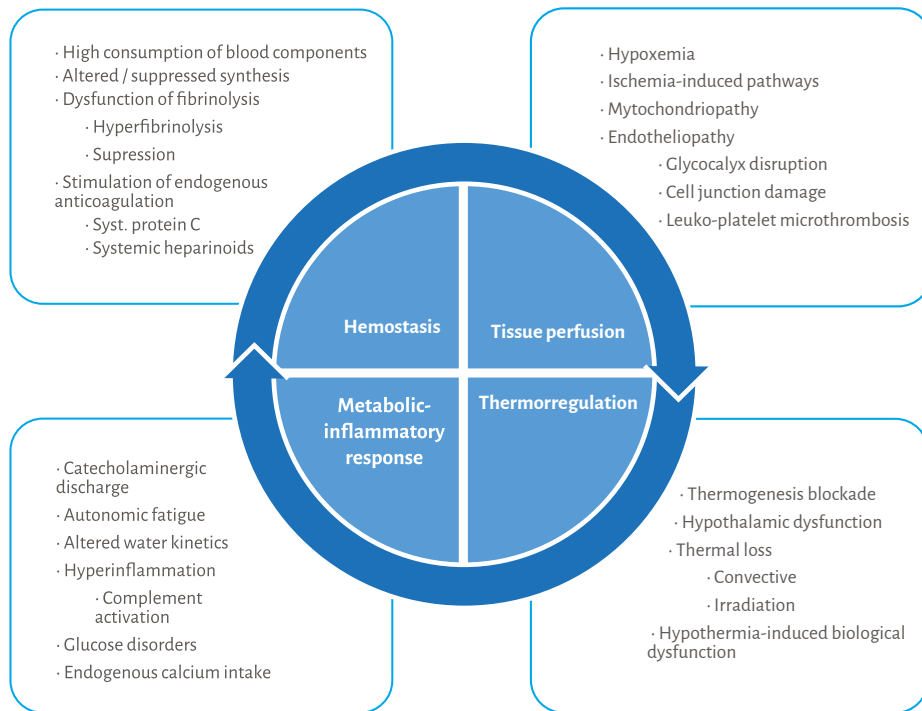 · High consumption of blood components
· Altered / suppressed synthesis
· Dysfunction of fibrinolysis
· Hyperfibrinolysis
· Supression
· Stimulation of endogenous
anticoagulation
· Syst. protein C
· Systemic heparinoids
· Hypoxemia
· Ischemia-induced pathways
· Mytochondriopathy
· Endotheliopathy
· Glycocalyx disruption
· Cell junction damage
· Leuko-platelet microthrombosis
Hemostasis
Tissue perfusion
Metabolic-
inflammatory
response
Thermorregulation
· Catecholaminergic
discharge
· Autonomic fatigue
· Altered water kinetics
· Hyperinflammation
· Complement
activation
· Glucose disorders
· Endogenous calcium intake
· Thermogenesis blockade
· Hypothalamic dysfunction
· Thermal loss
· Convective
· Irradiation
· Hypothermia-induced biological
dysfunction